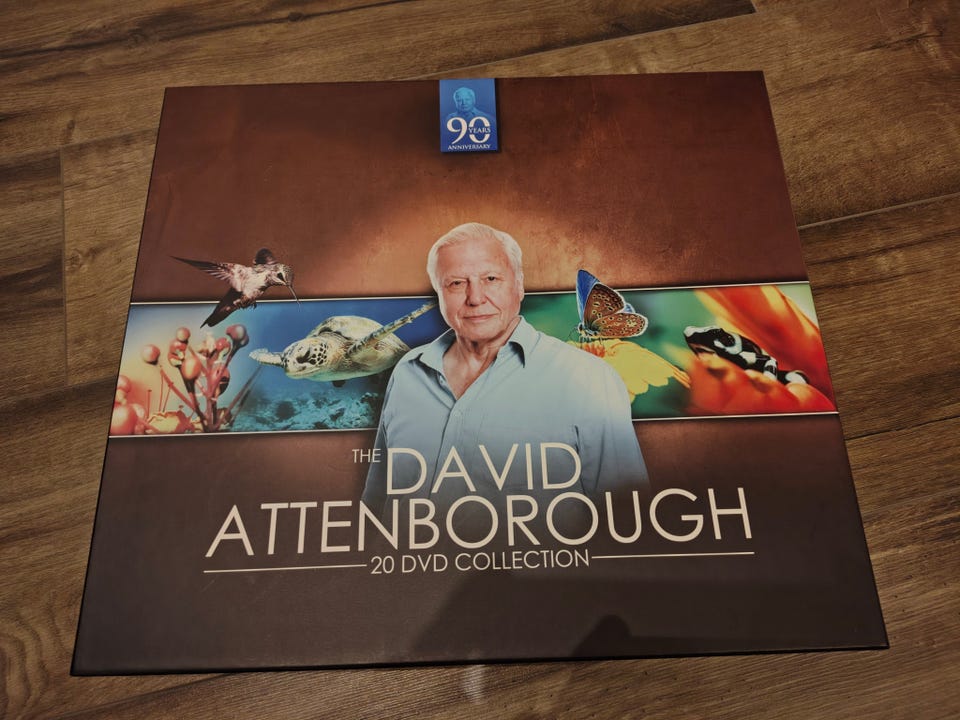 90
YEARS
ANNIVERSARY
THE DAVID
ATTENBOROUGH
20 DVD COLLECTION